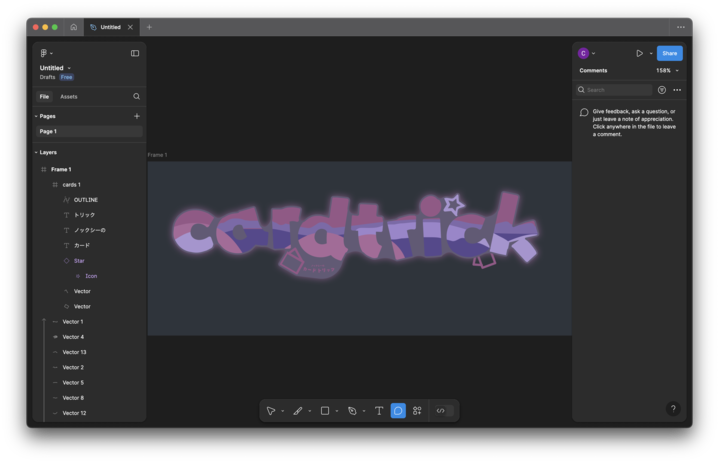 Untitled
Untitled
Drafts Free
File Assets
Pages
Page 1
Layers
Frame 1
cards 1
OUTLINE
トリック
ノックシーの
カード
Star
Icon
Vector
Vector
Vector 1
Vector 4
Vector 13
Vector 2
Vector 5
Vector 8
Vector 12
Frame 1
cardtrick
C
Share
Comments 158%
Search
Give feedback, ask a question, or
just leave a note of appreciation.
Click anywhere in the file to leave
a comment.
?